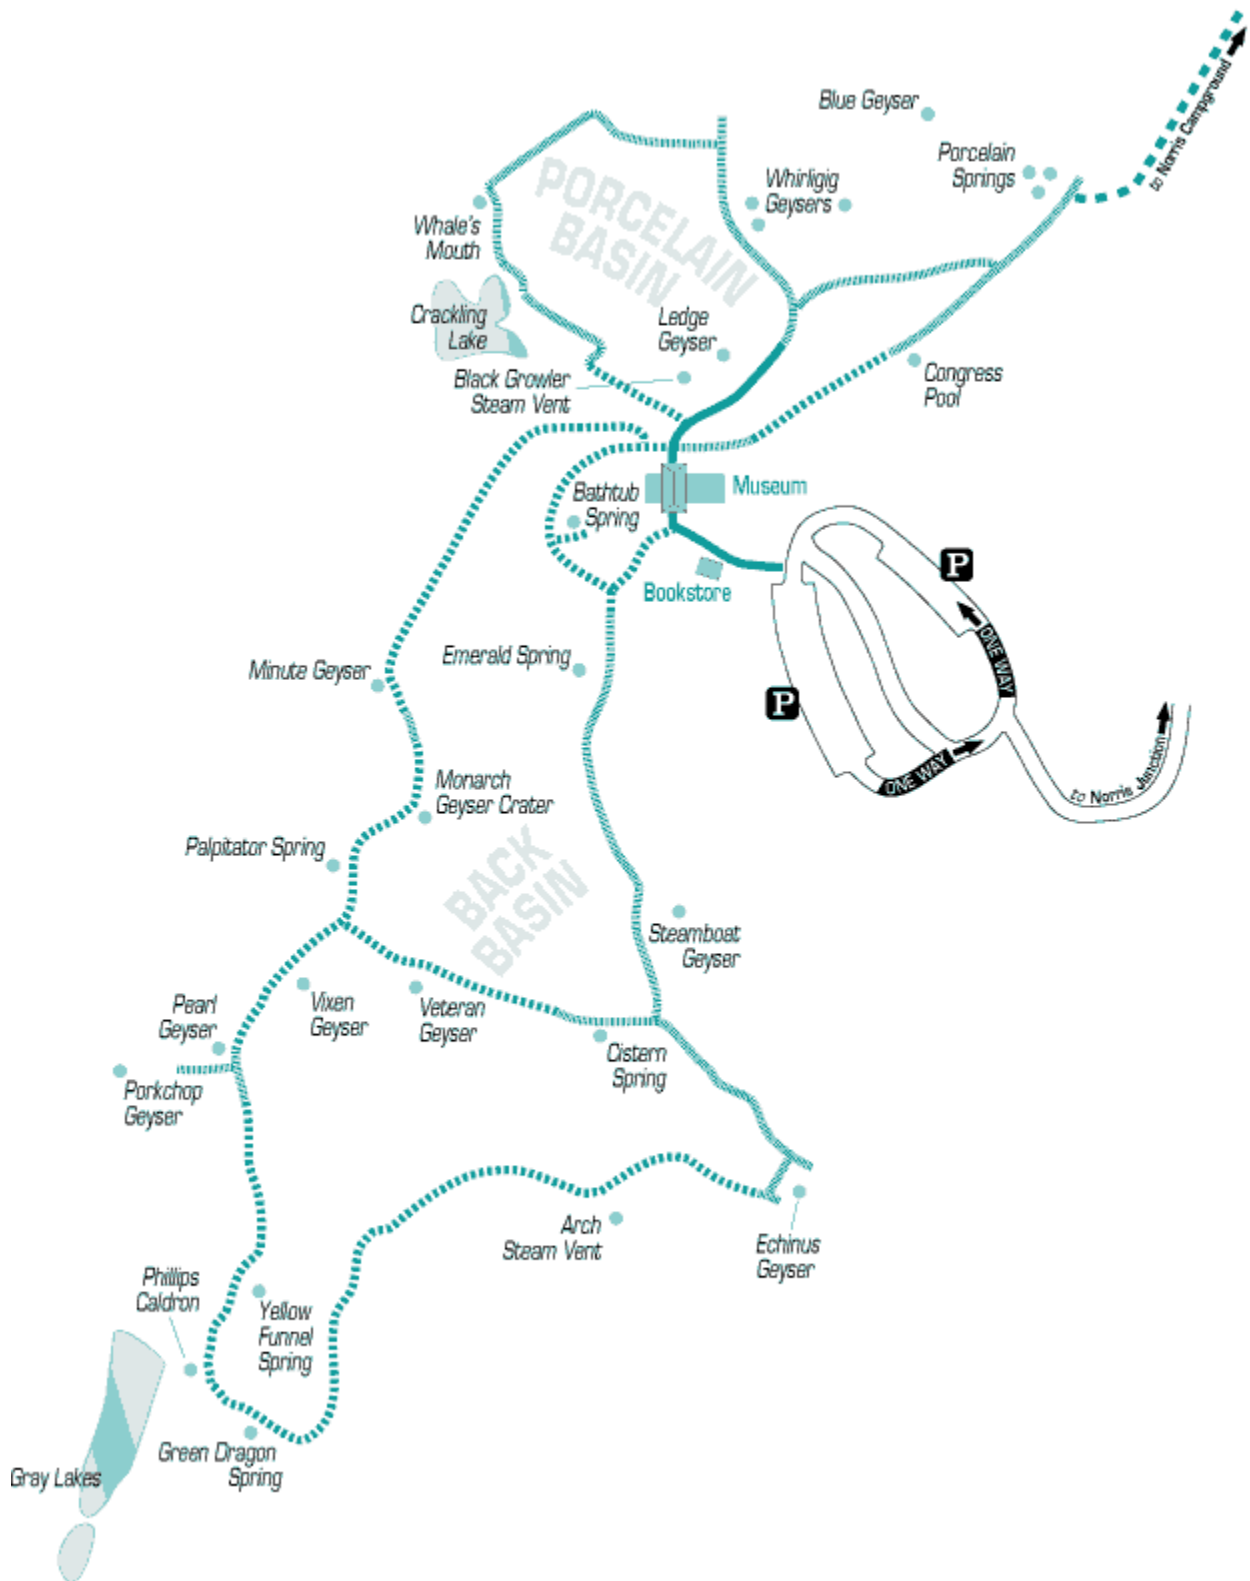 Blue Geyser
Porcelain
Springs
to Norris Campground
PORCELAIN
BASIN
Whirligig
Geysers
Whale's
Mouth
Crackling
Lake
Ledge
Geyser
Black Growler
Steam Vent
Congress
Pool
Bathtub
Spring
Museum
Bookstore
P
ONE WAY
P
ONE WAY
to Norris Junction
Emerald Spring
Minute Geyser
Monarch
Geyser Crater
Palpitator Spring
BACK
BASIN
Steamboat
Geyser
Pearl
Geyser
Vixen
Geyser
Veteran
Geyser
Cistern
Spring
Porkchop
Geyser
Arch
Steam Vent
Echinus
Geyser
Phillips
Caldron
Yellow
Funnel
Spring
Green Dragon
Spring
Gray Lakes